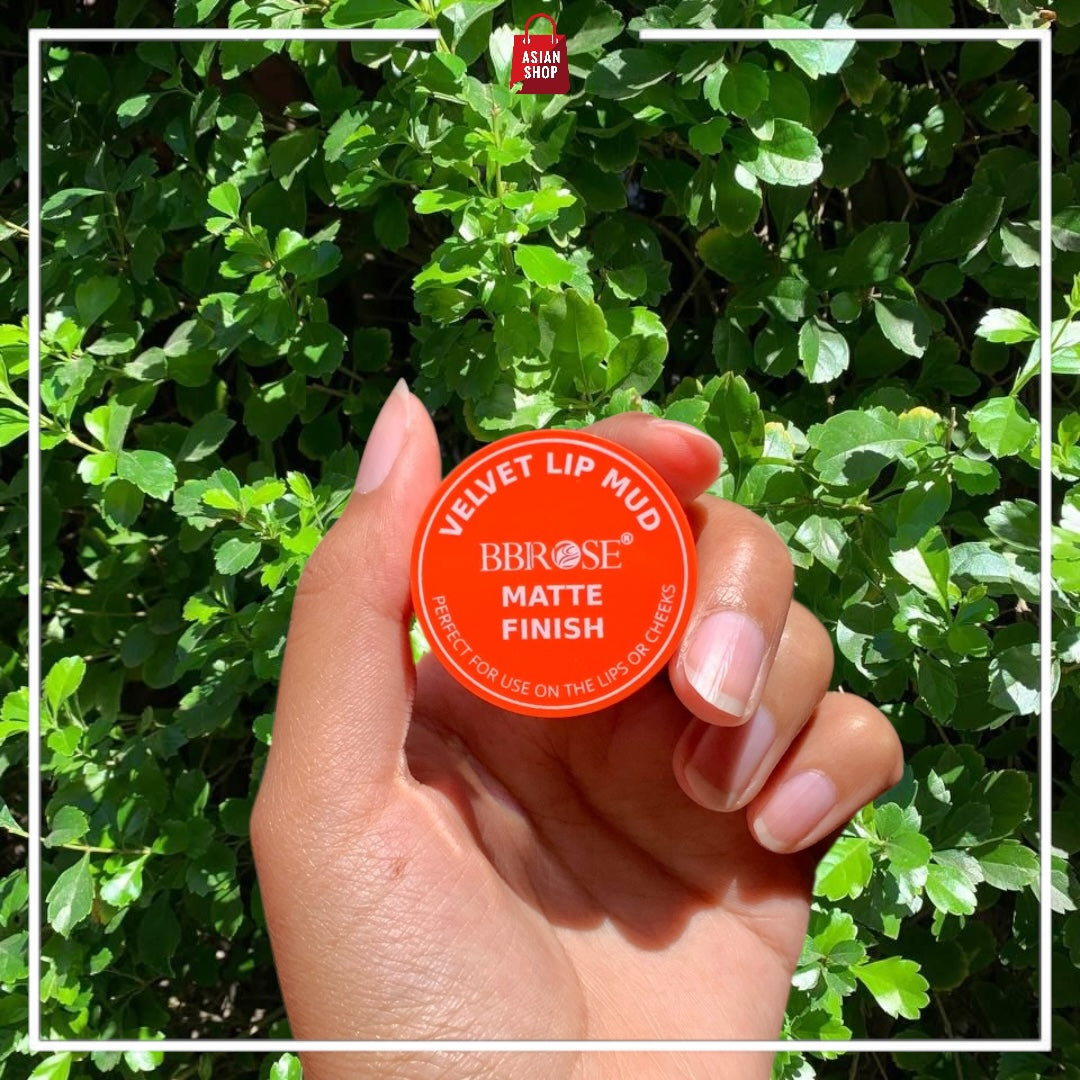 ASIAN
SHOP
VELVET LIP MUD
BBROSE®
MATTE
FINISH
PERFECT FOR USE ON THE LIPS OR CHEEKS